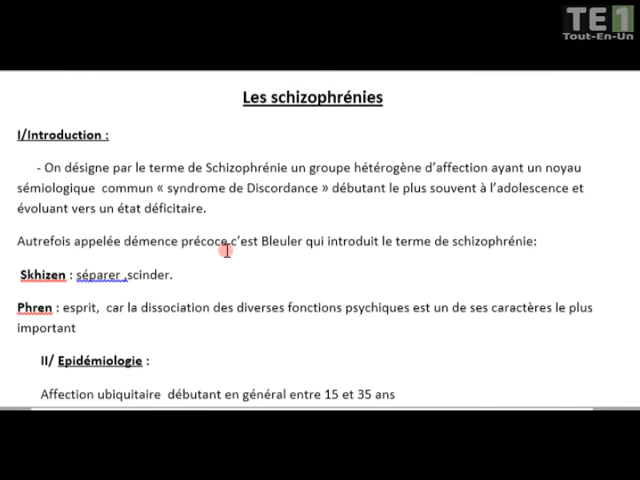 TE1
Tout-En-Un
Les schizophrénies
I/Introduction :
- On désigne par le terme de Schizophrénie un groupe hétérogène d’affection ayant un noyau
sémiologique commun « syndrome de Discordance » débutant le plus souvent à l’adolescence et
évoluant vers un état déficitaire.
Autrefois appelée démence précoce,c’est Bleuler qui introduit le terme de schizophrénie:
Skhizen : séparer ,scinder.
Phren : esprit, car la dissociation des diverses fonctions psychiques est un de ses caractères le plus
important
II/ Epidémiologie :
Affection ubiquitaire débutant en général entre 15 et 35 ans